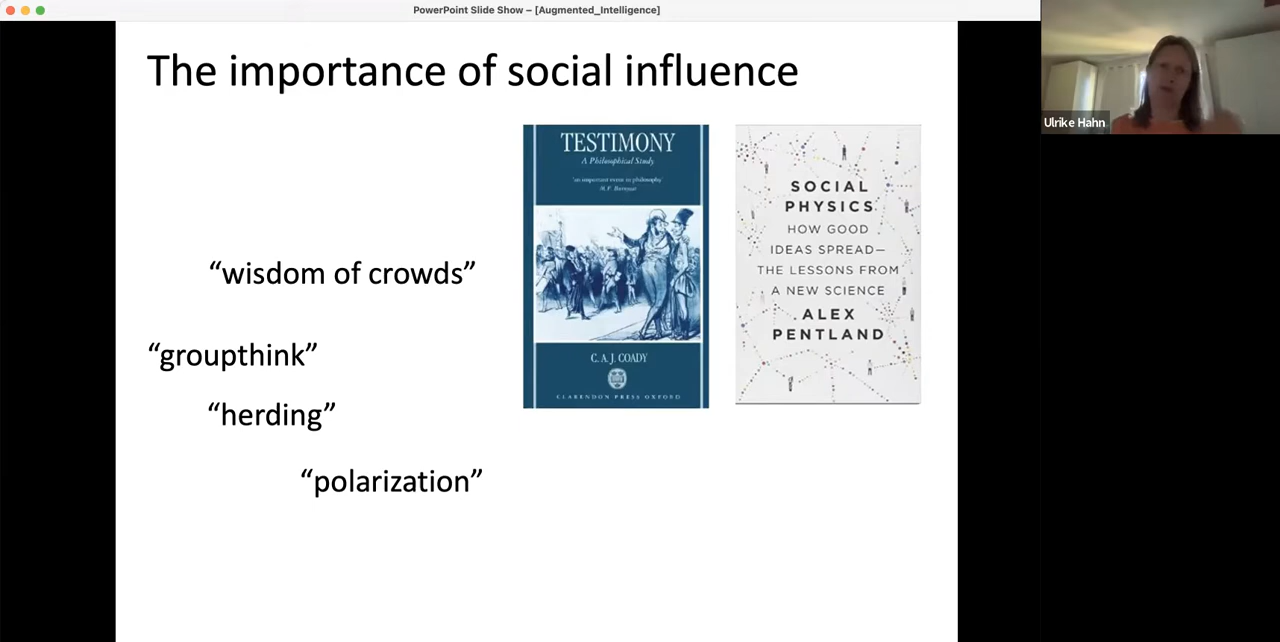 PowerPoint Slide Show – [Augmented_Intelligence]
The importance of social influence
“wisdom of crowds”
“groupthink”
“herding”
“polarization”
TESTIMONY
A Philosophical Study
'an important event in philosophy'
M. F. Burnyeat
C. A. J. COADY
CLARENDON PRESS OXFORD
SOCIAL
PHYSICS
HOW GOOD
IDEAS SPREAD—
THE LESSONS FROM
A NEW SCIENCE
ALEX
PENTLAND
Ulrike Hahn